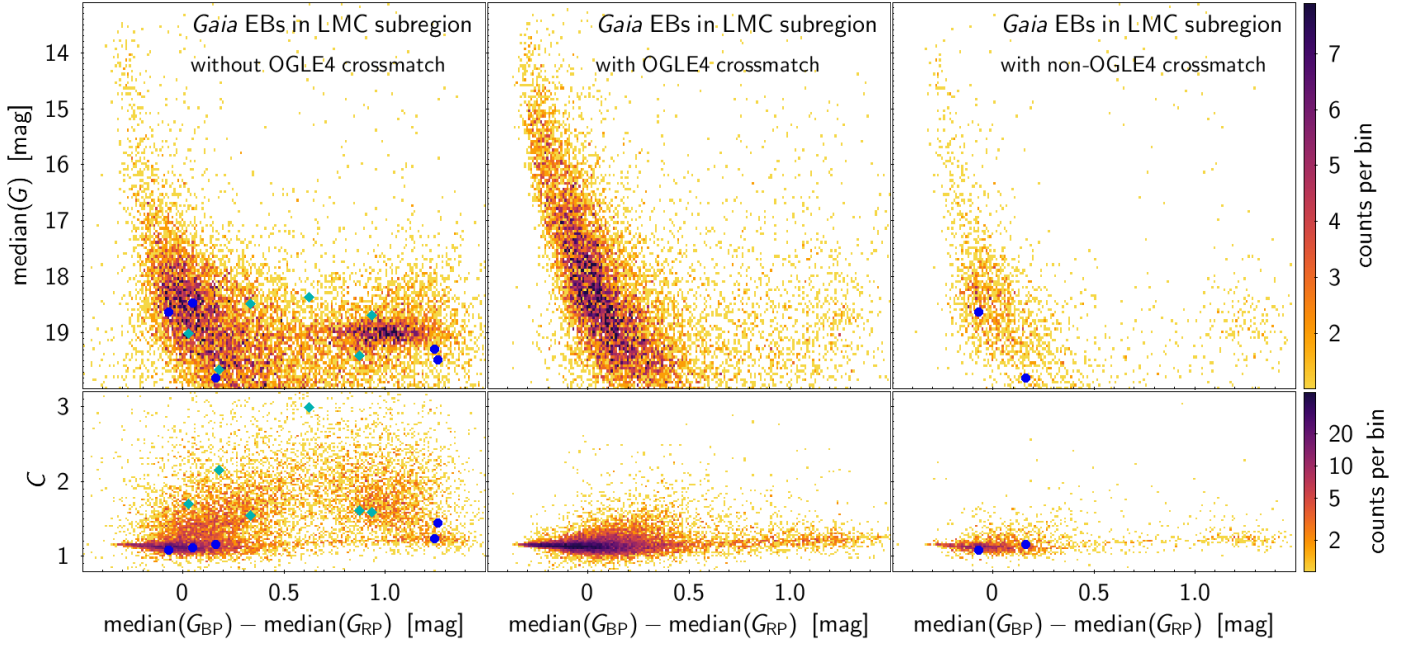 Gaia EBs in LMC subregion
without OGLE4 crossmatch
Gaia EBs in LMC subregion
with OGLE4 crossmatch
Gaia EBs in LMC subregion
with non-OGLE4 crossmatch
median(G) [mag]
14
15
16
17
18
19
7
6
5
4
3
2
counts per bin
C
3
2
1
20
10
5
2
counts per bin
0 0.5 1.0
0 0.5 1.0
0 0.5 1.0
median(G_BP) − median(G_RP) [mag]
median(G_BP) − median(G_RP) [mag]
median(G_BP) − median(G_RP) [mag]